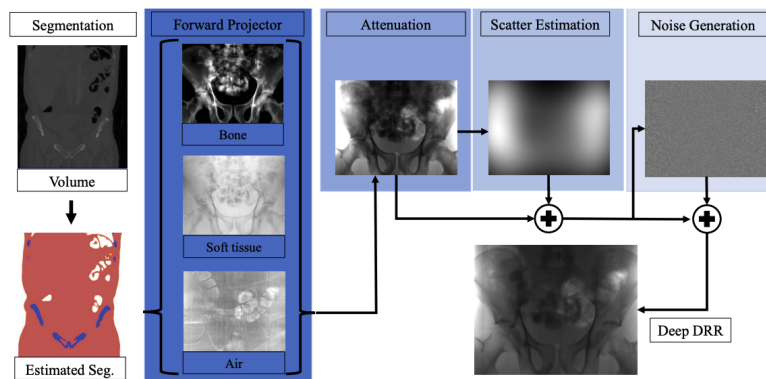 Segmentation
Forward Projector
Attenuation
Scatter Estimation
Noise Generation
Bone
Volume
Soft tissue
Air
Estimated Seg.
Deep DRR